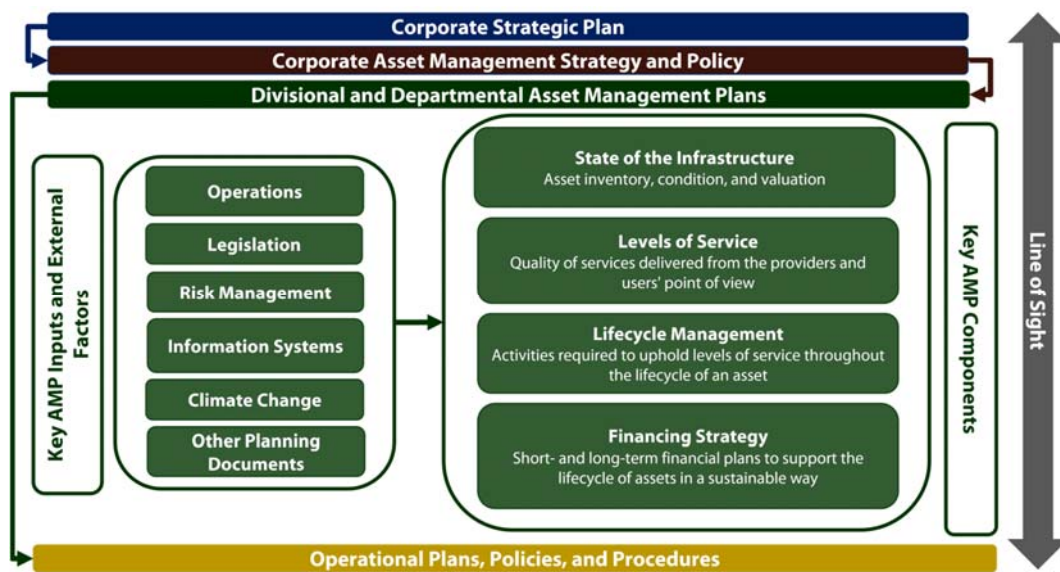 Corporate Strategic Plan
Corporate Asset Management Strategy and Policy
Divisional and Departmental Asset Management Plans
Key AMP Inputs and External
Factors
Operations
Legislation
Risk Management
Information Systems
Climate Change
Other Planning
Documents
State of the Infrastructure
Asset inventory, condition, and valuation
Levels of Service
Quality of services delivered from the providers and
users' point of view
Lifecycle Management
Activities required to uphold levels of service throughout
the lifecycle of an asset
Financing Strategy
Short- and long-term financial plans to support the
lifecycle of assets in a sustainable way
Key AMP Components
Line of Sight
Operational Plans, Policies, and Procedures